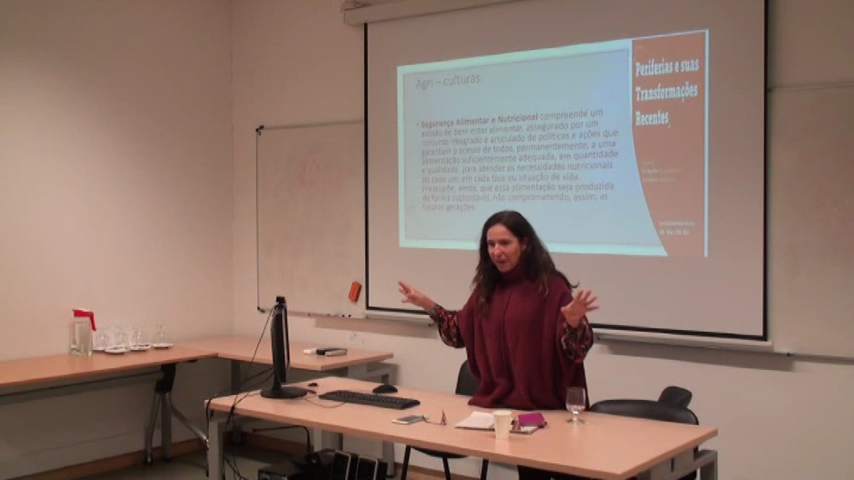 Agri – culturas
• Segurança Alimentar e Nutricional compreende um
estado de bem estar alimentar, assegurado por um
conjunto integrado e articulado de políticas e ações que
garantem o acesso de todos, permanentemente, a uma
alimentação suficientemente adequada, em quantidade
e qualidade, para atender as necessidades nutricionais
de cada um, em cada fase ou situação de vida.
Pressupõe, então, que essa alimentação seja produzida
de forma sustentável, não comprometendo, assim, as
futuras gerações
Periferias e suas
Transformações
Recentes,